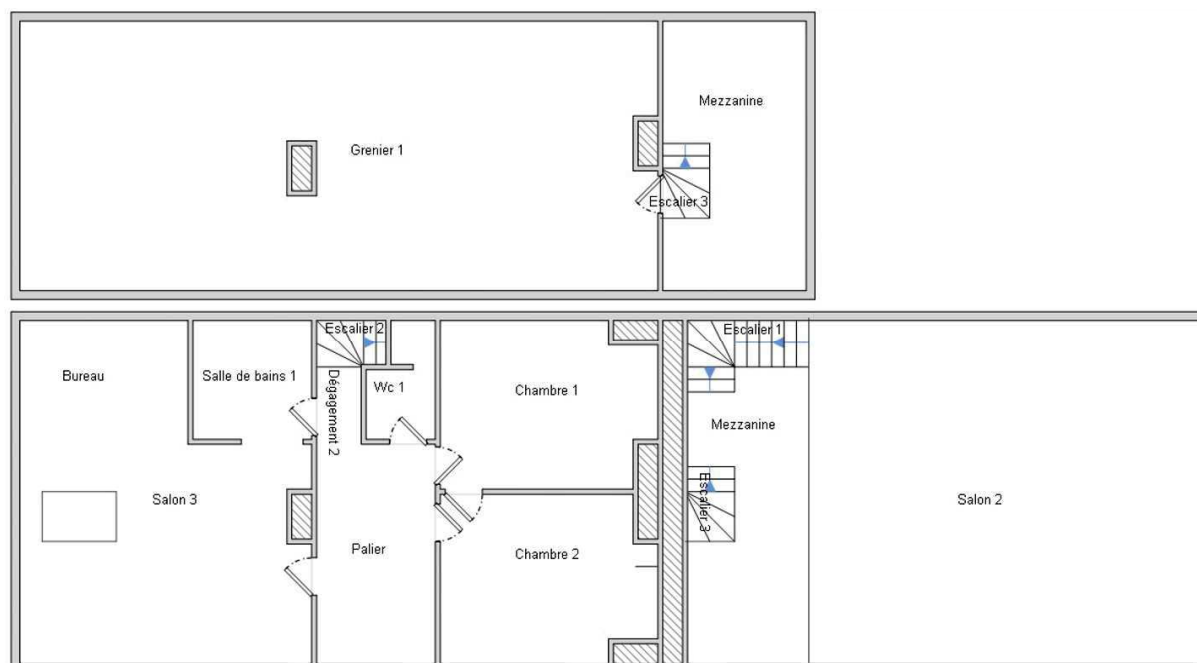 Mezzanine
Grenier 1
Escalier 3
Escalier 2
Escalier 1
Bureau
Salle de bains 1
Dégagement 2
Wc 1
Chambre 1
Mezzanine
Salon 3
Escalier 3
Salon 2
Palier
Chambre 2